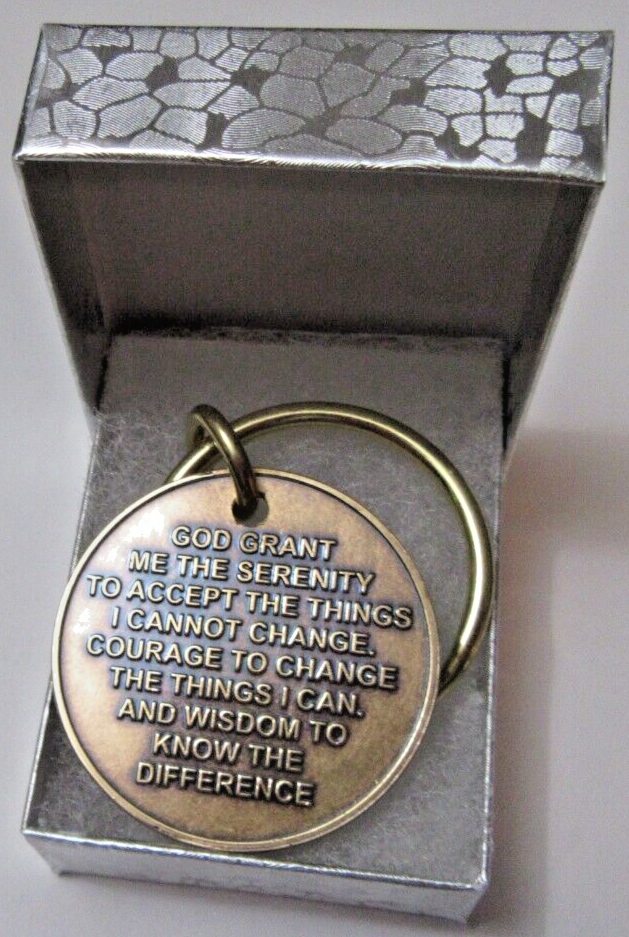 GOD GRANT
ME THE SERENITY
TO ACCEPT THE THINGS
I CANNOT CHANGE.
COURAGE TO CHANGE
THE THINGS I CAN.
AND WISDOM TO
KNOW THE
DIFFERENCE